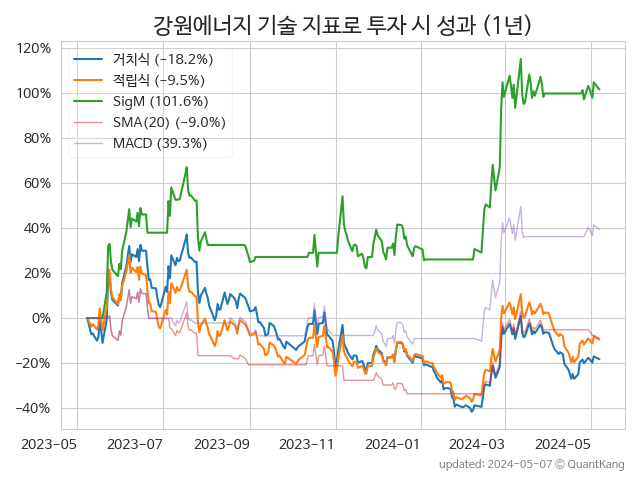 강원에너지 기술 지표로 투자 시 성과 (1년)
거치식 (−18.2%)
적립식 (−9.5%)
SigM (101.6%)
SMA(20) (−9.0%)
MACD (39.3%)
120%
100%
80%
60%
40%
20%
0%
−20%
−40%
2023-05 2023-07 2023-09 2023-11 2024-01 2024-03 2024-05
updated: 2024-05-07 © QuantKang